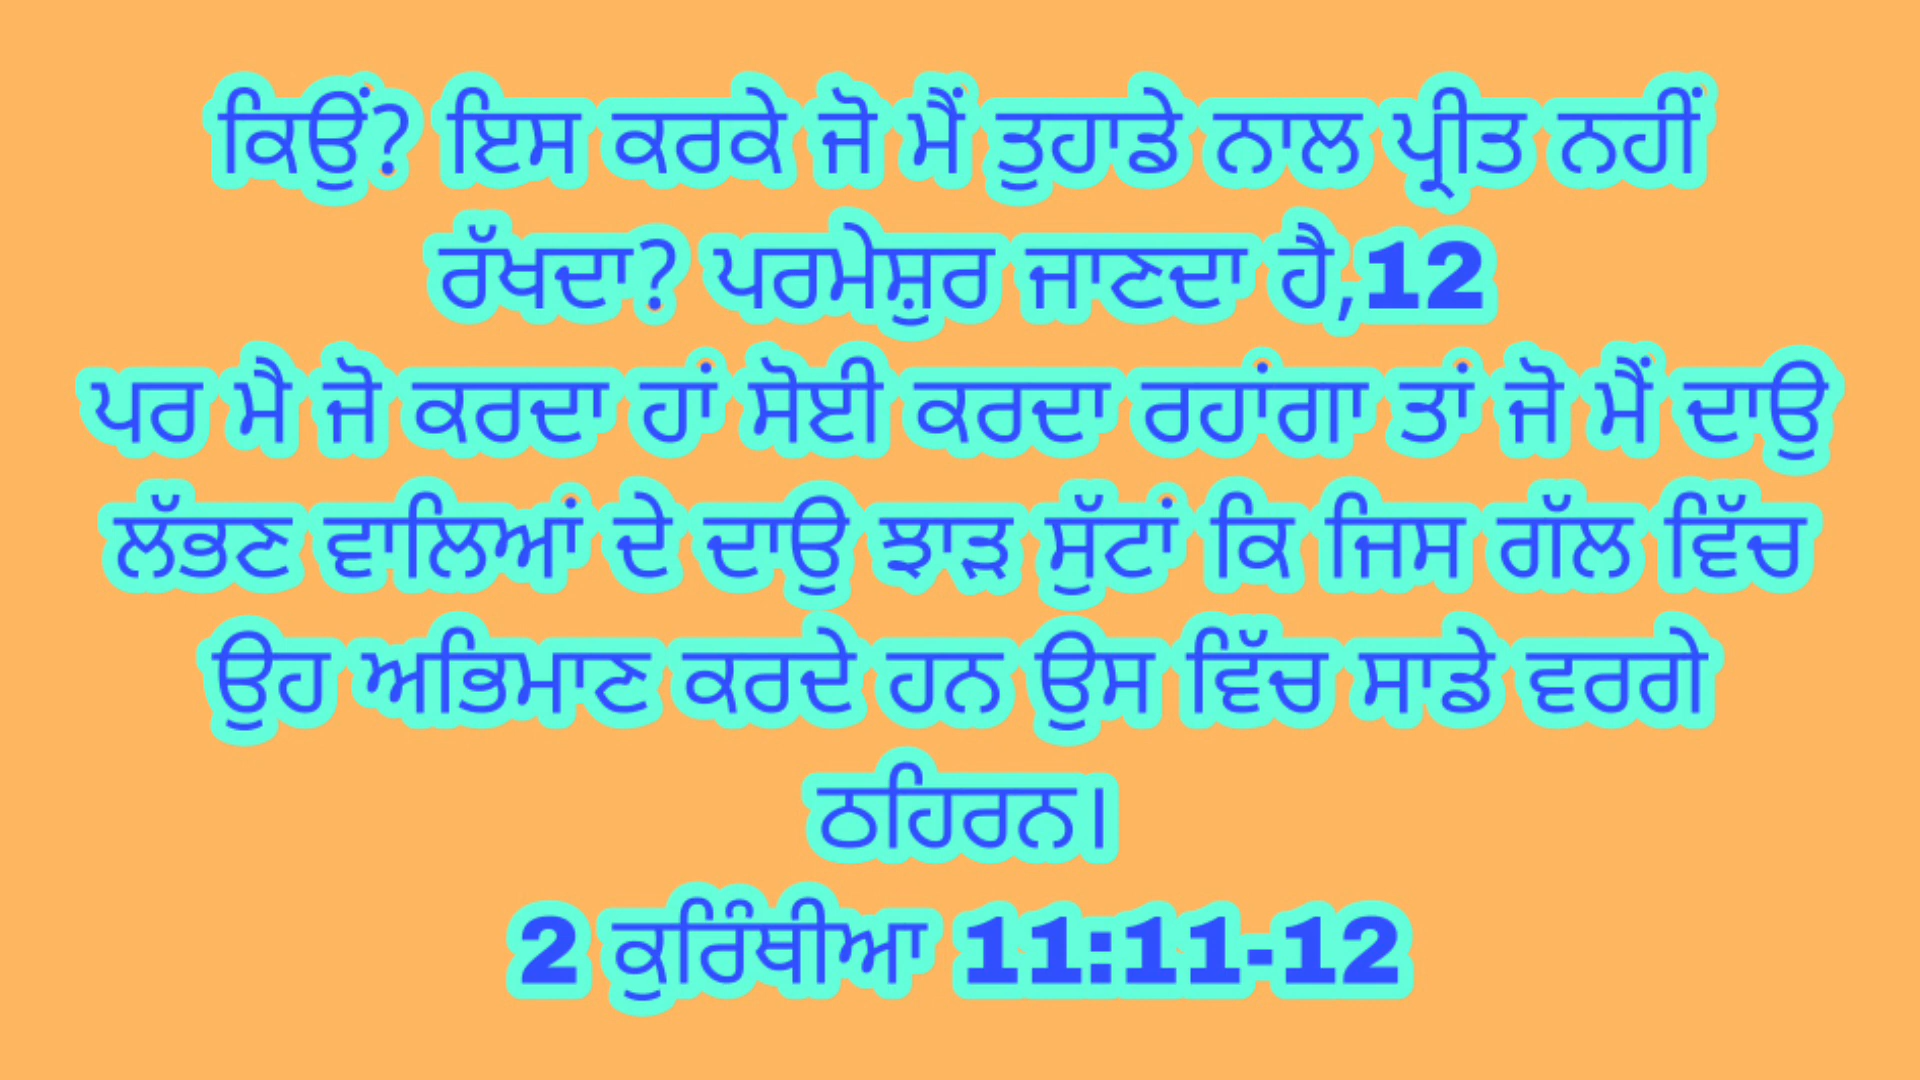 ਕਿਉਂ? ਇਸ ਕਰਕੇ ਜੋ ਮੈਂ ਤੁਹਾਡੇ ਨਾਲ ਪ੍ਰੀਤ ਨਹੀਂ
ਰੱਖਦਾ? ਪਰਮੇਸ਼ੁਰ ਜਾਣਦਾ ਹੈ,12
ਪਰ ਮੈ ਜੋ ਕਰਦਾ ਹਾਂ ਸੋਈ ਕਰਦਾ ਰਹਾਂਗਾ ਤਾਂ ਜੋ ਮੈਂ ਦਾਉ
ਲੱਭਣ ਵਾਲਿਆਂ ਦੇ ਦਾਉ ਝਾੜ ਸੁੱਟਾਂ ਕਿ ਜਿਸ ਗੱਲ ਵਿੱਚ
ਉਹ ਅਭਿਮਾਣ ਕਰਦੇ ਹਨ ਉਸ ਵਿੱਚ ਸਾਡੇ ਵਰਗੇ
ਠਹਿਰਨ।
2 ਕੁਰਿੰਥੀਆ 11:11-12